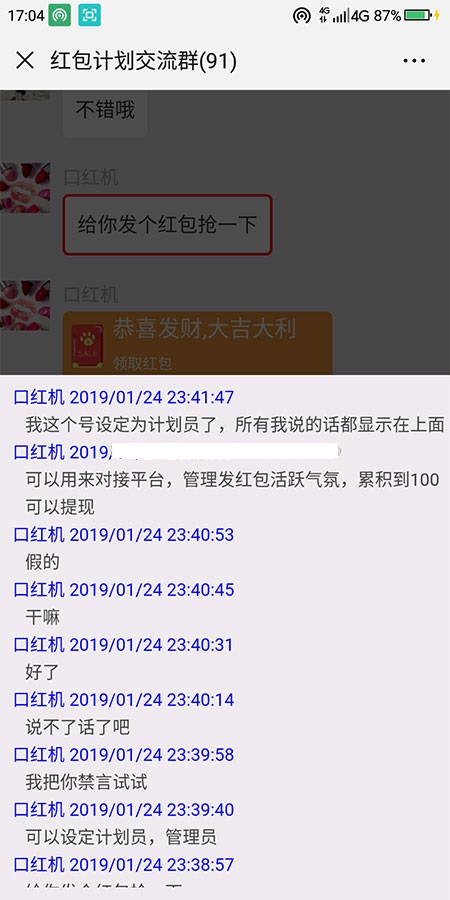 17:04
4G
4G 87%
红包计划交流群(91)
不错哦
口红机
给你发个红包抢一下
口红机
恭喜发财,大吉大利
SALE
领取红包
口红机 2019/01/24 23:41:47
我这个号设定为计划员了，所有我说的话都显示在上面
口红机 2019/
可以用来对接平台，管理发红包活跃气氛，累积到100
可以提现
口红机 2019/01/24 23:40:53
假的
口红机 2019/01/24 23:40:45
干嘛
口红机 2019/01/24 23:40:31
好了
口红机 2019/01/24 23:40:14
说不了话了吧
口红机 2019/01/24 23:39:58
我把你禁言试试
口红机 2019/01/24 23:39:40
可以设定计划员，管理员
口红机 2019/01/24 23:38:57
给你发个红包抢一下